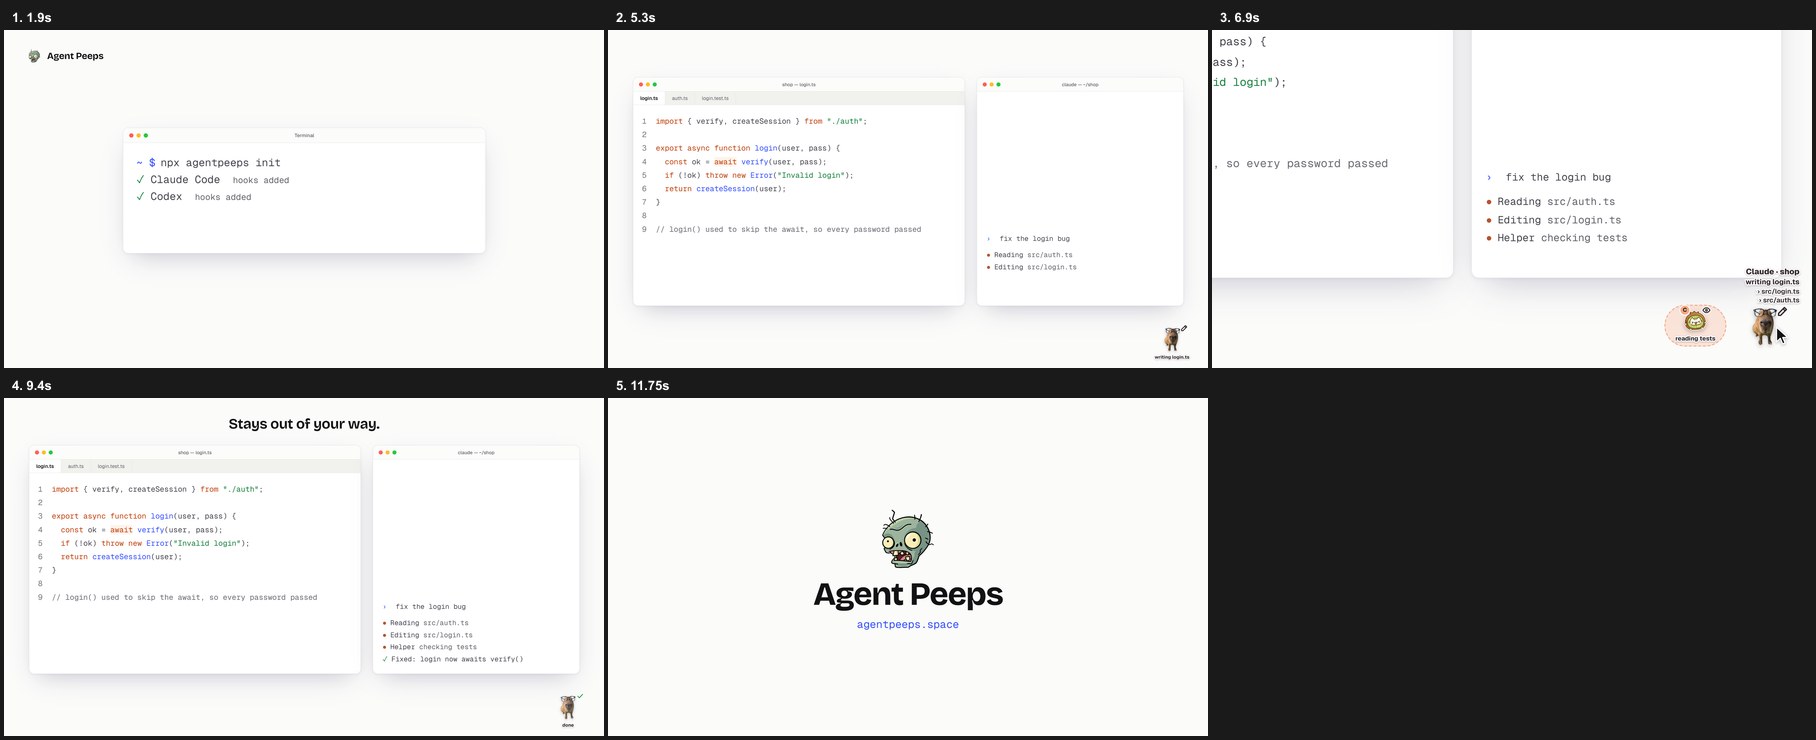 1. 1.9s
Agent Peeps
Terminal
~ $ npx agentpeeps init
✓ Claude Code hooks added
✓ Codex hooks added
2. 5.3s
shop — login.ts
login.ts auth.ts login.test.ts
1 import { verify, createSession } from "./auth";
2
3 export async function login(user, pass) {
4 const ok = await verify(user, pass);
5 if (!ok) throw new Error("Invalid login");
6 return createSession(user);
7 }
8
9 // login() used to skip the await, so every password passed
claude — ~/shop
› fix the login bug
● Reading src/auth.ts
● Editing src/login.ts
writing login.ts
3. 6.9s
pass) {
ass);
id login");
, so every password passed
› fix the login bug
● Reading src/auth.ts
● Editing src/login.ts
● Helper checking tests
Claude · shop
writing login.ts
› src/login.ts
› src/auth.ts
C
reading tests
4. 9.4s
Stays out of your way.
shop — login.ts
login.ts auth.ts login.test.ts
1 import { verify, createSession } from "./auth";
2
3 export async function login(user, pass) {
4 const ok = await verify(user, pass);
5 if (!ok) throw new Error("Invalid login");
6 return createSession(user);
7 }
8
9 // login() used to skip the await, so every password passed
claude — ~/shop
› fix the login bug
● Reading src/auth.ts
● Editing src/login.ts
● Helper checking tests
✓ Fixed: login now awaits verify()
done
5. 11.75s
Agent Peeps
agentpeeps.space